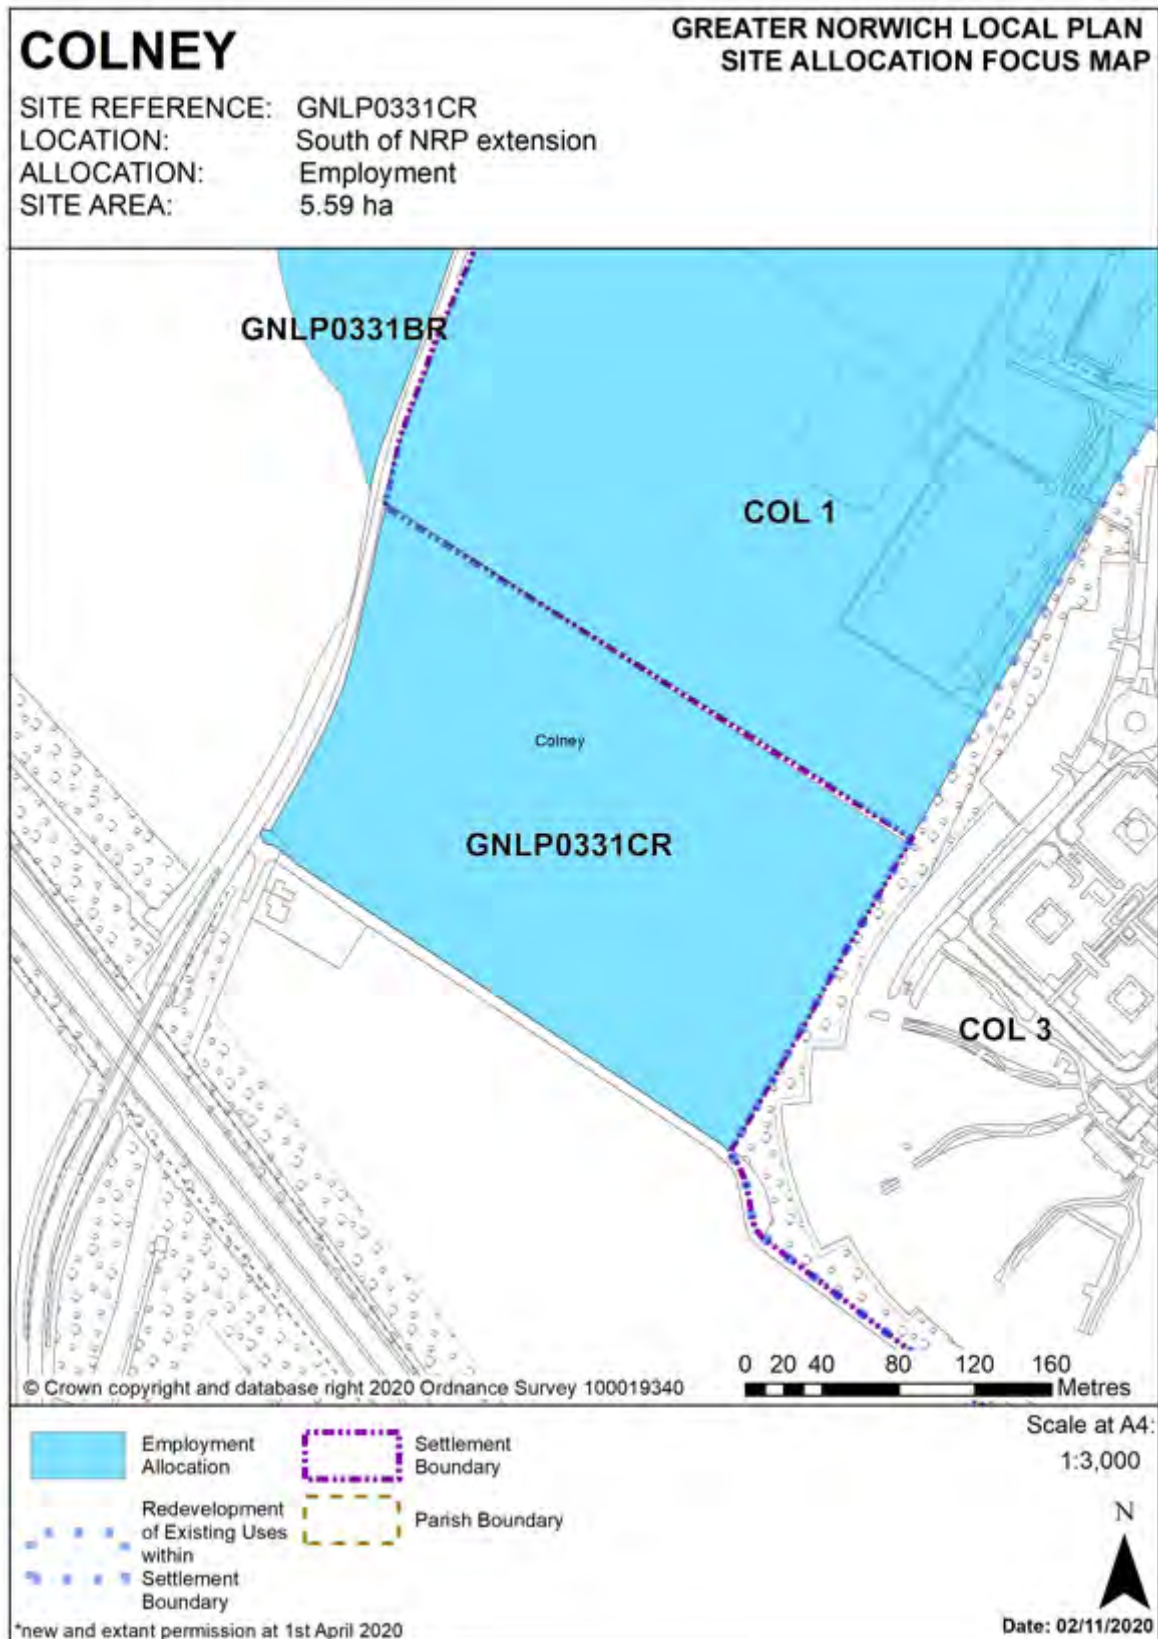 COLNEY
GREATER NORWICH LOCAL PLAN
SITE ALLOCATION FOCUS MAP
SITE REFERENCE: GNLP0331CR
LOCATION: South of NRP extension
ALLOCATION: Employment
SITE AREA: 5.59 ha
GNLP0331BR
COL 1
Colney
GNLP0331CR
COL 3
0 20 40 80 120 160
Metres
© Crown copyright and database right 2020 Ordnance Survey 100019340
Employment
Allocation
Settlement
Boundary
Redevelopment
of Existing Uses
within
Settlement
Boundary
Parish Boundary
Scale at A4:
1:3,000
N
*new and extant permission at 1st April 2020
Date: 02/11/2020